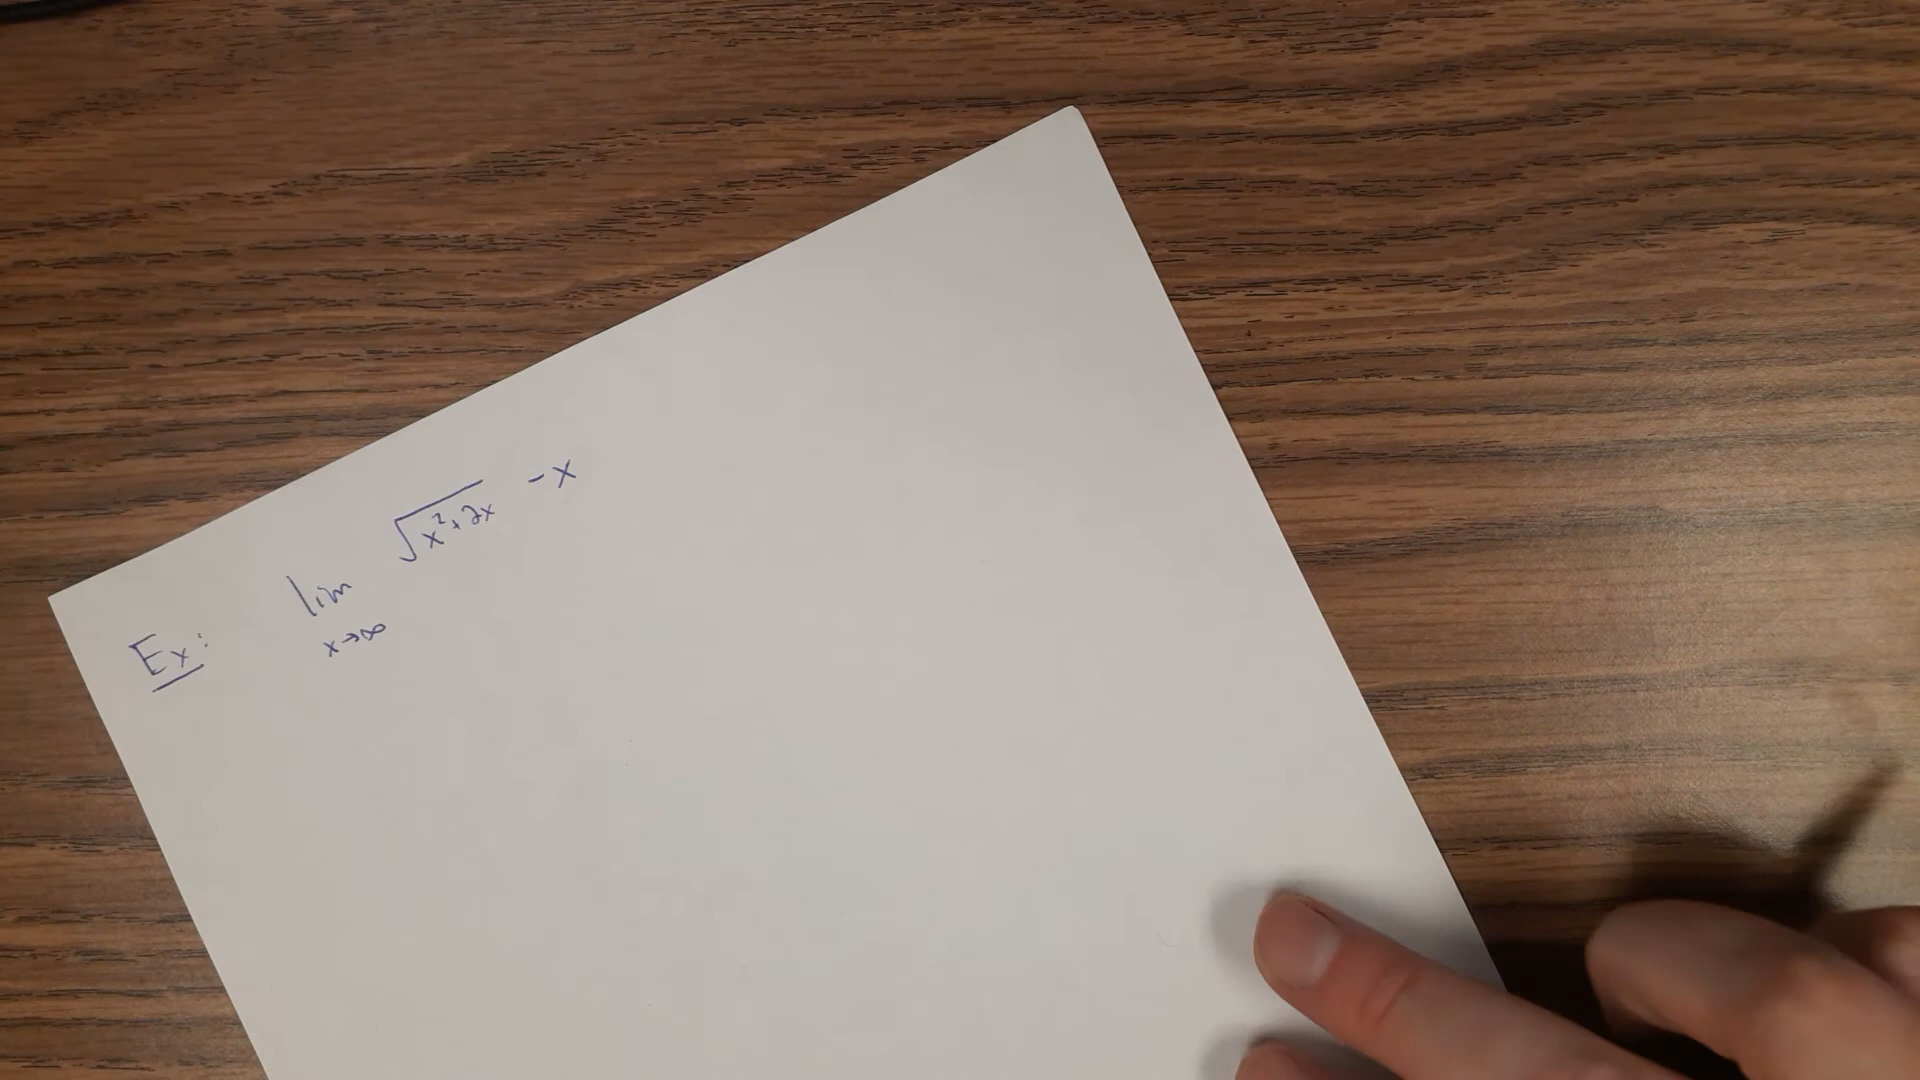 Ex: lim √(x²+2x) - x
x→∞